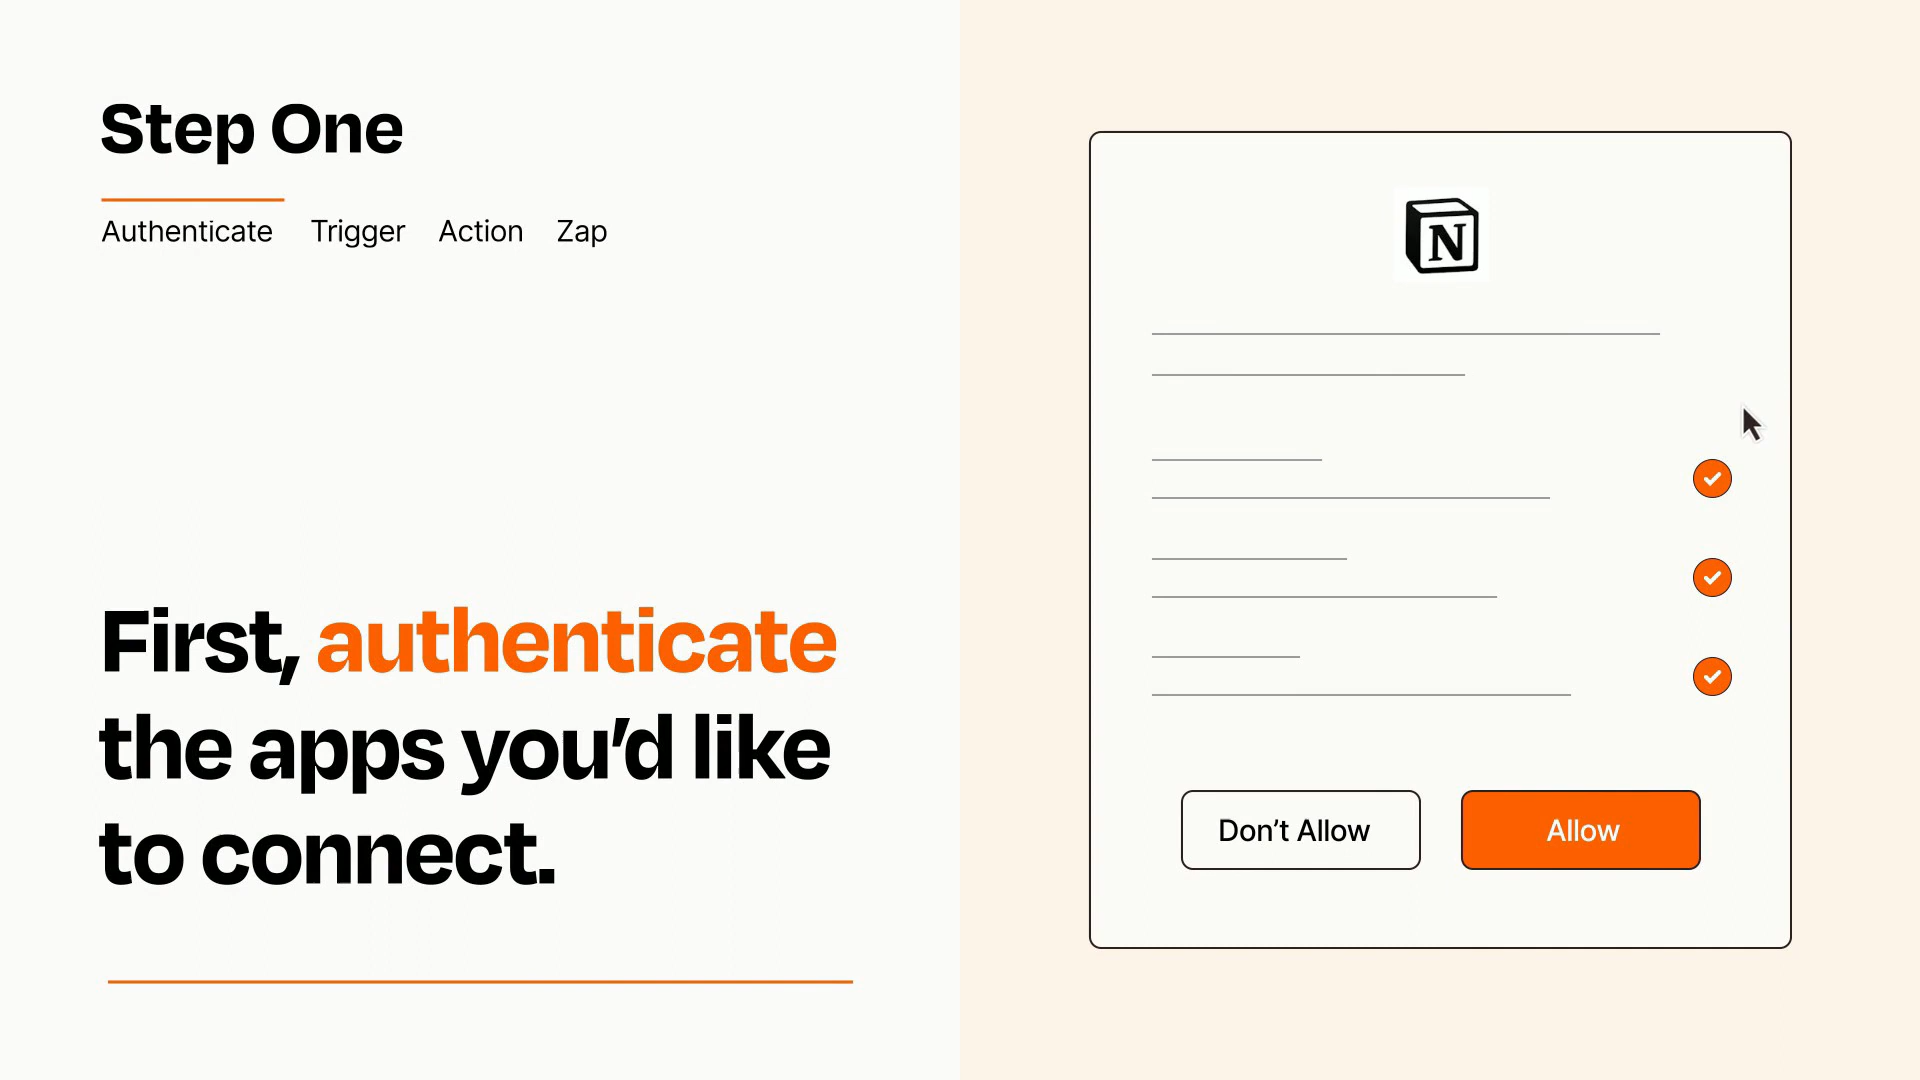 Step One
Authenticate Trigger Action Zap
First, authenticate
the apps you’d like
to connect.
N
Don’t Allow
Allow